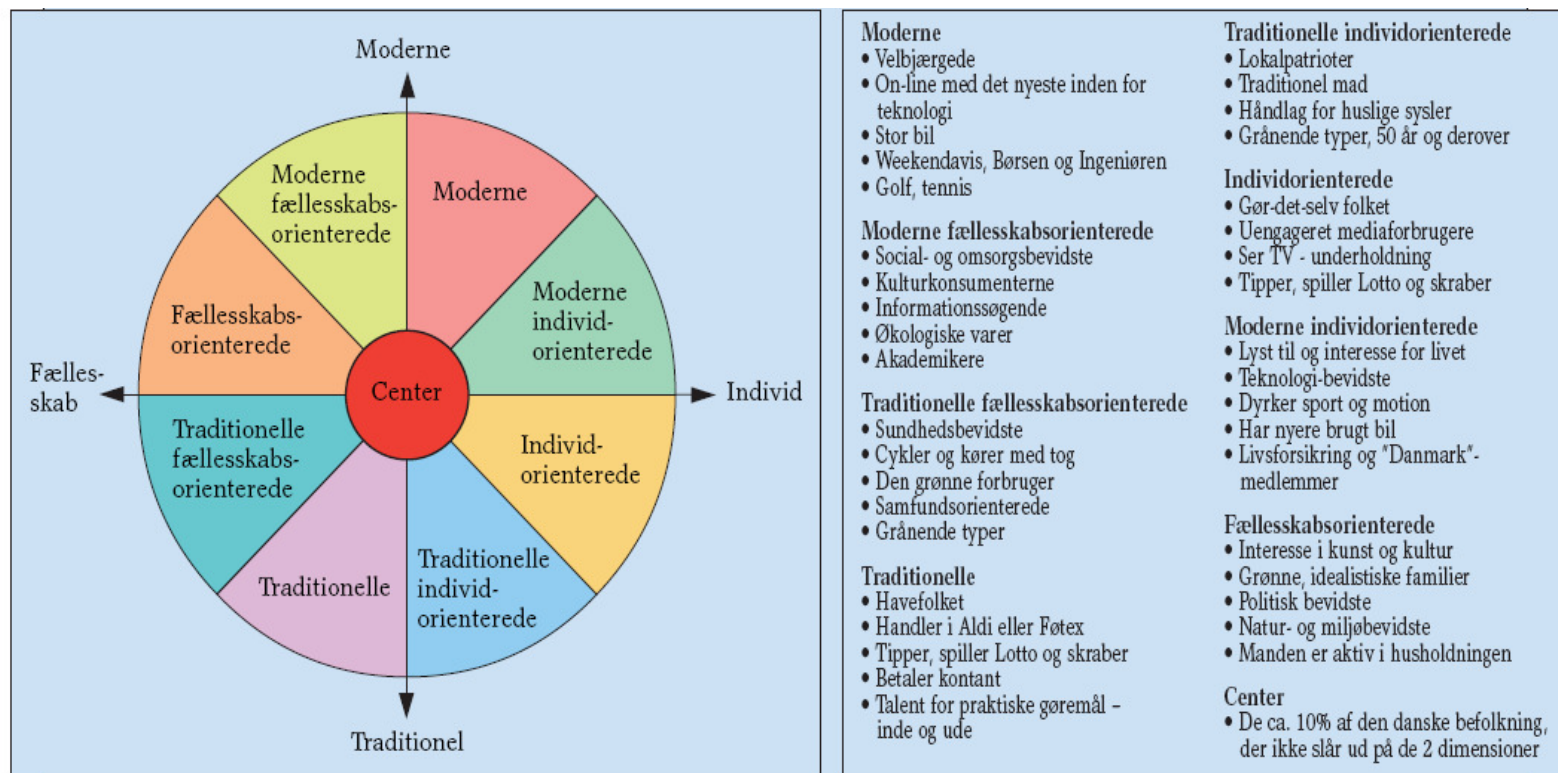 Moderne
Moderne
fællesskabs-
orienterede
Moderne
Moderne
individ-
orienterede
Fællesskabs-
orienterede
Fælles-
skab
Center
Individ
Traditionelle
fællesskabs-
orienterede
Individ-
orienterede
Traditionelle
Traditionelle
individ-
orienterede
Traditionel
Moderne
• Velbjærgede
• On-line med det nyeste inden for
teknologi
• Stor bil
• Weekendavis, Børsen og Ingeniøren
• Golf, tennis
Moderne fællesskabsorienterede
• Social- og omsorgsbevidste
• Kulturkonsumenterne
• Informationssøgende
• Økologiske varer
• Akademikere
Traditionelle fællesskabsorienterede
• Sundhedsbevidste
• Cykler og kører med tog
• Den grønne forbruger
• Samfundsorienterede
• Grånende typer
Traditionelle
• Havefolket
• Handler i Aldi eller Føtex
• Tipper, spiller Lotto og skraber
• Betaler kontant
• Talent for praktiske gøremål –
inde og ude
Traditionelle individorienterede
• Lokalpatrioter
• Traditionel mad
• Håndlag for huslige sysler
• Grånende typer, 50 år og derover
Individorienterede
• Gør-det-selv folket
• Uengageret mediaforbrugere
• Ser TV - underholdning
• Tipper, spiller Lotto og skraber
Moderne individorienterede
• Lyst til og interesse for livet
• Teknologi-bevidste
• Dyrker sport og motion
• Har nyere brugt bil
• Livsforsikring og "Danmark"-
medlemmer
Fællesskabsorienterede
• Interesse i kunst og kultur
• Grønne, idealistiske familier
• Politisk bevidste
• Natur- og miljøbevidste
• Manden er aktiv i husholdningen
Center
• De ca. 10% af den danske befolkning,
der ikke slår ud på de 2 dimensioner